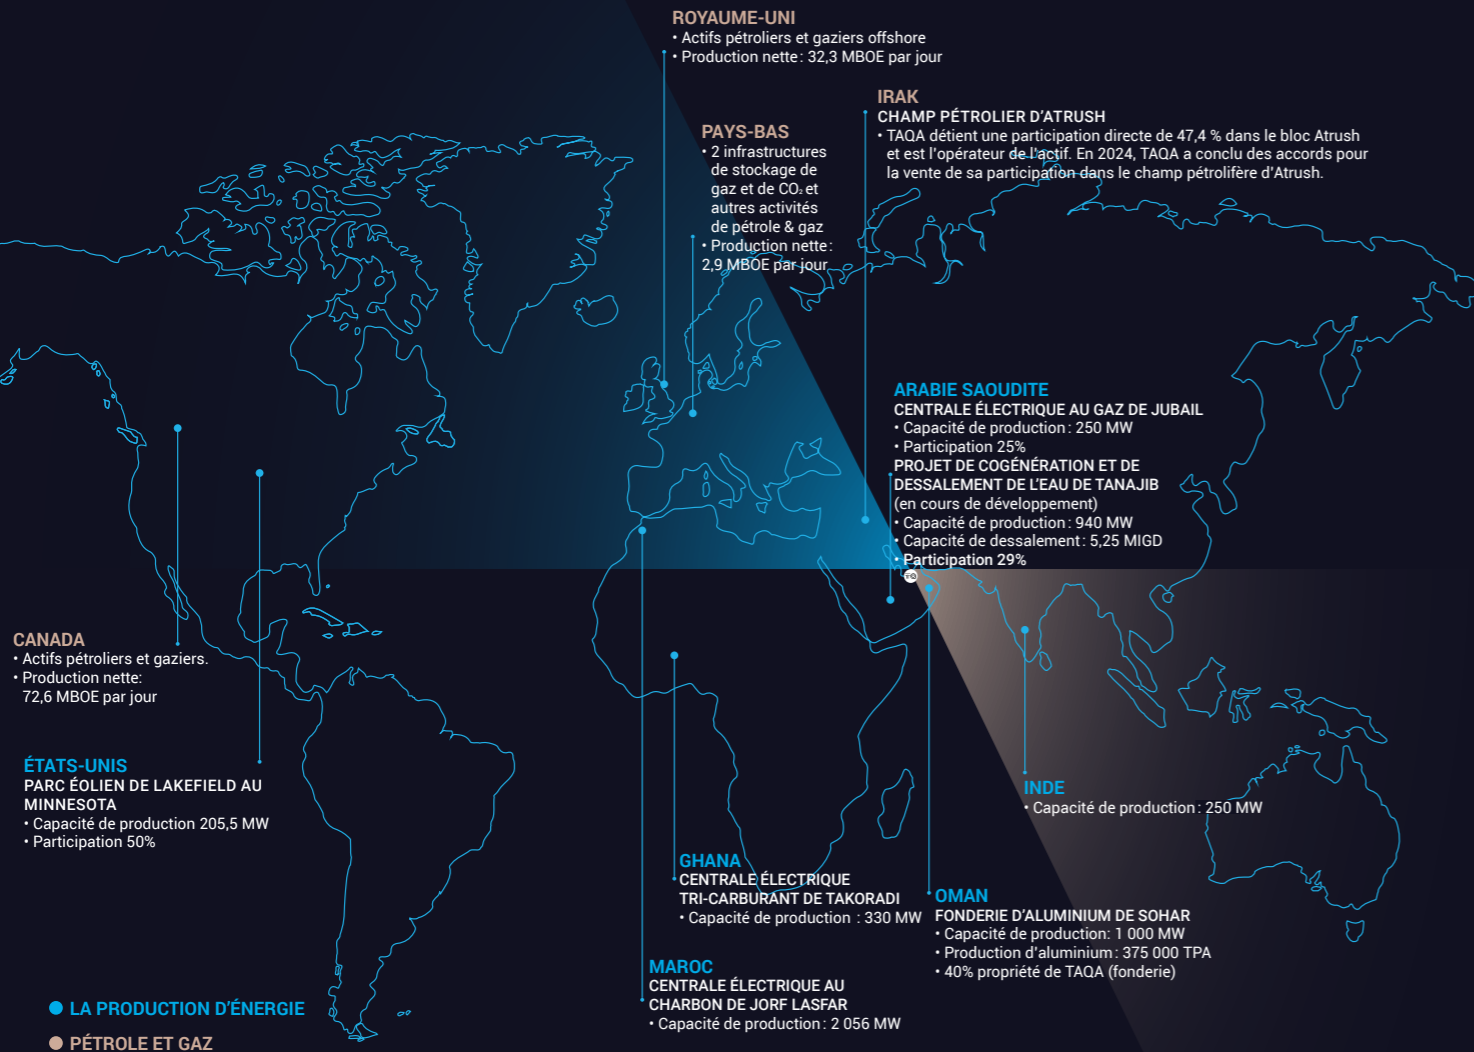 ROYAUME-UNI
• Actifs pétroliers et gaziers offshore
• Production nette : 32,3 MBOE par jour
IRAK
CHAMP PÉTROLIER D'ATRUSH
• TAQA détient une participation directe de 47,4 % dans le bloc Atrush
et est l'opérateur de l'actif. En 2024, TAQA a conclu des accords pour
la vente de sa participation dans le champ pétrolifère d'Atrush.
PAYS-BAS
• 2 infrastructures
de stockage de
gaz et de CO₂ et
autres activités
de pétrole & gaz
• Production nette :
2,9 MBOE par jour
ARABIE SAOUDITE
CENTRALE ÉLECTRIQUE AU GAZ DE JUBAIL
• Capacité de production : 250 MW
• Participation 25%
PROJET DE COGÉNÉRATION ET DE
DESSALEMENT DE L'EAU DE TANAJIB
(en cours de développement)
• Capacité de production : 940 MW
• Capacité de dessalement : 5,25 MIGD
• Participation 29%
CANADA
• Actifs pétroliers et gaziers.
• Production nette:
72,6 MBOE par jour
ÉTATS-UNIS
PARC ÉOLIEN DE LAKEFIELD AU
MINNESOTA
• Capacité de production 205,5 MW
• Participation 50%
INDE
• Capacité de production : 250 MW
GHANA
CENTRALE ÉLECTRIQUE
TRI-CARBURANT DE TAKORADI
• Capacité de production : 330 MW
OMAN
FONDERIE D'ALUMINIUM DE SOHAR
• Capacité de production: 1 000 MW
• Production d'aluminium : 375 000 TPA
• 40% propriété de TAQA (fonderie)
MAROC
CENTRALE ÉLECTRIQUE AU
CHARBON DE JORF LASFAR
• Capacité de production : 2 056 MW
LA PRODUCTION D'ÉNERGIE
PÉTROLE ET GAZ